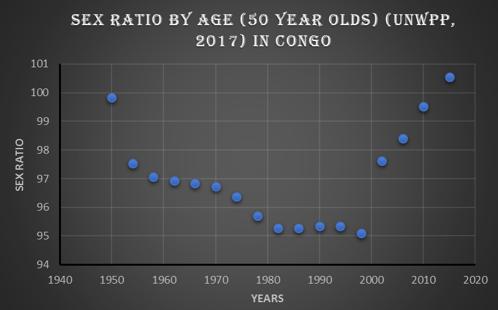 SEX RATIO BY AGE (50 YEAR OLDS) (UNWPP,
2017) IN CONGO
101
100
99
98
97
96
95
94
SEX RATIO
1940 1950 1960 1970 1980 1990 2000 2010 2020
YEARS